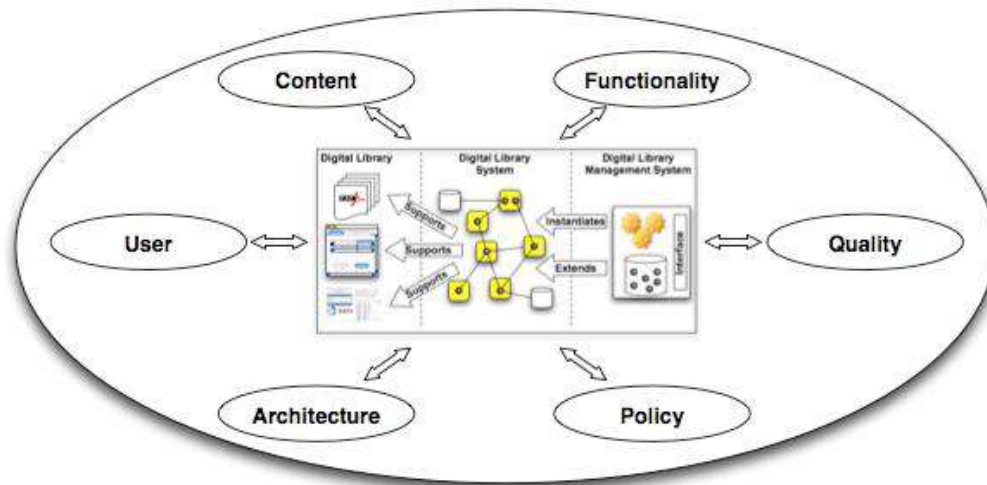 Content
Functionality
Digital Library
Digital Library
System
Digital Library
Management System
Supports
Instantiates
User
Supports
Interface
Quality
Extends
Supports
Architecture
Policy